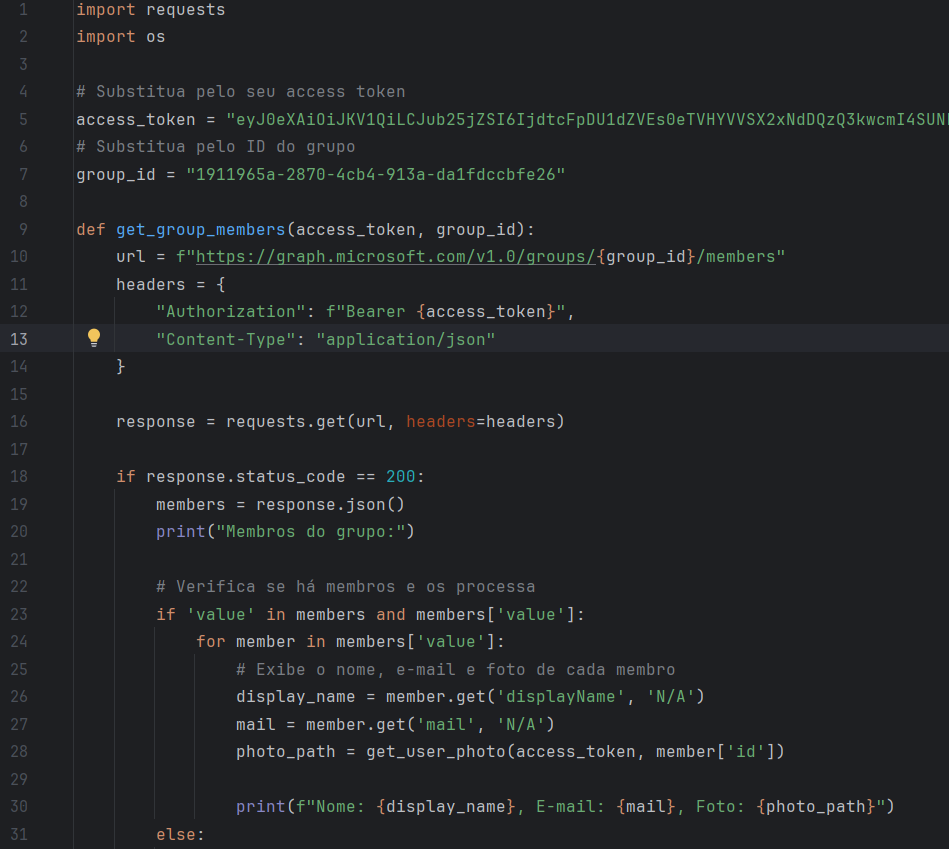 1 import requests
2 import os
3
4 # Substitua pelo seu access token
5 access_token = "eyJ0eXAiOiJKV1QiLCJub25jZSI6IjdtcFpDU1dZVEs0eTVHYVVSX2xNdDQzQ3kwcmI4SUNF
6 # Substitua pelo ID do grupo
7 group_id = "1911965a-2870-4cb4-913a-da1fdccbfe26"
8
9 def get_group_members(access_token, group_id):
10 url = f"https://graph.microsoft.com/v1.0/groups/{group_id}/members"
11 headers = {
12 "Authorization": f"Bearer {access_token}",
13 "Content-Type": "application/json"
14 }
15
16 response = requests.get(url, headers=headers)
17
18 if response.status_code == 200:
19 members = response.json()
20 print("Membros do grupo:")
21
22 # Verifica se há membros e os processa
23 if 'value' in members and members['value']:
24 for member in members['value']:
25 # Exibe o nome, e-mail e foto de cada membro
26 display_name = member.get('displayName', 'N/A')
27 mail = member.get('mail', 'N/A')
28 photo_path = get_user_photo(access_token, member['id'])
29
30 print(f"Nome: {display_name}, E-mail: {mail}, Foto: {photo_path}")
31 else: